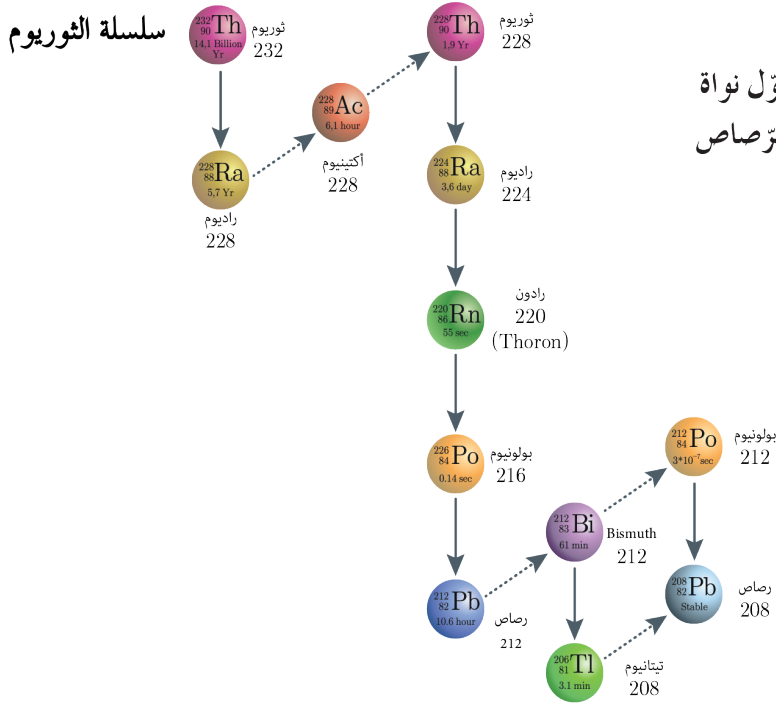 سلسلة الثوريوم
232
90 Th
14,1 Billion
Yr
ثوريوم
232
228
90 Th
1,9 Yr
ثوريوم
228
228
89 Ac
6,1 hour
أكتينيوم
228
228
88 Ra
5,7 Yr
راديوم
228
224
88 Ra
3,6 day
راديوم
224
220
86 Rn
55 sec
رادون
220
(Thoron)
226
84 Po
0.14 sec
بولونيوم
216
212
82 Pb
10.6 hour
رصاص
212
212
83 Bi
61 min
Bismuth
212
212
84 Po
3*10⁻⁷sec
بولونيوم
212
206
81 Tl
3.1 min
تيتانيوم
208
208
82 Pb
Stable
رصاص
208
نواة